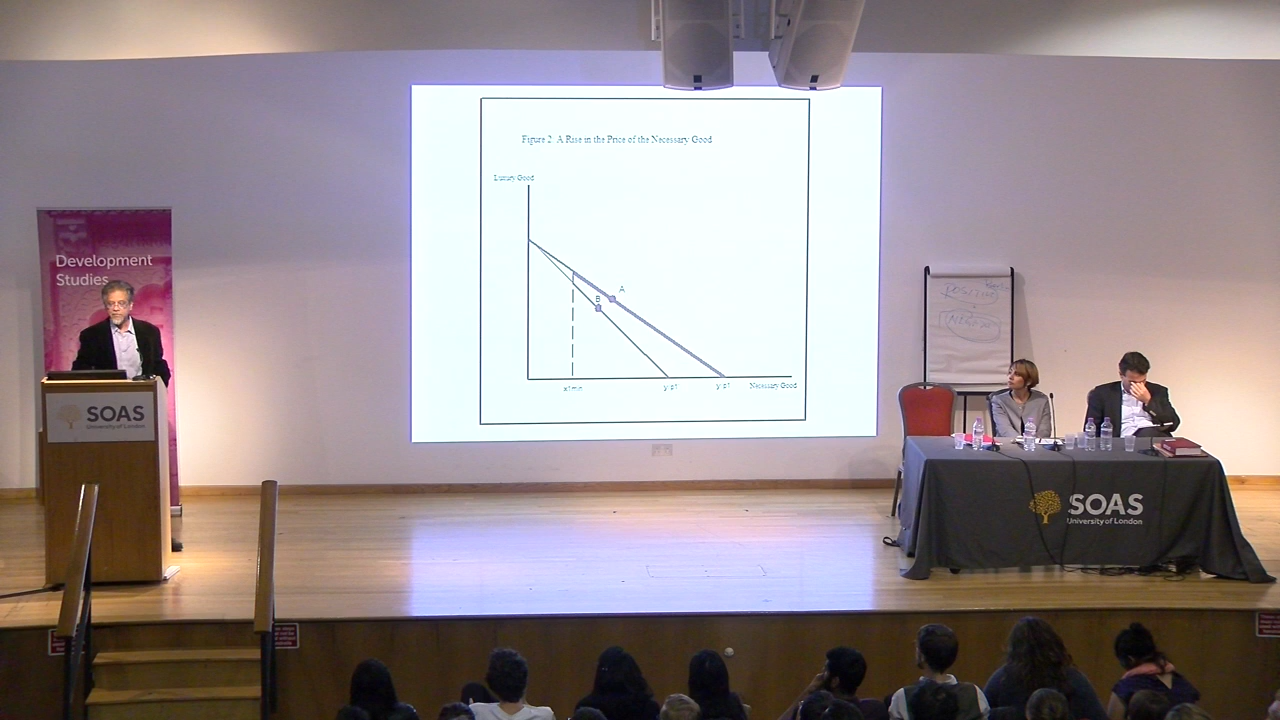 Figure 2 A Rise in the Price of the Necessary Good
Luxury Good
A
B
x1min
Necessary Good
Development
Studies
SOAS
University of London
SOAS
University of London